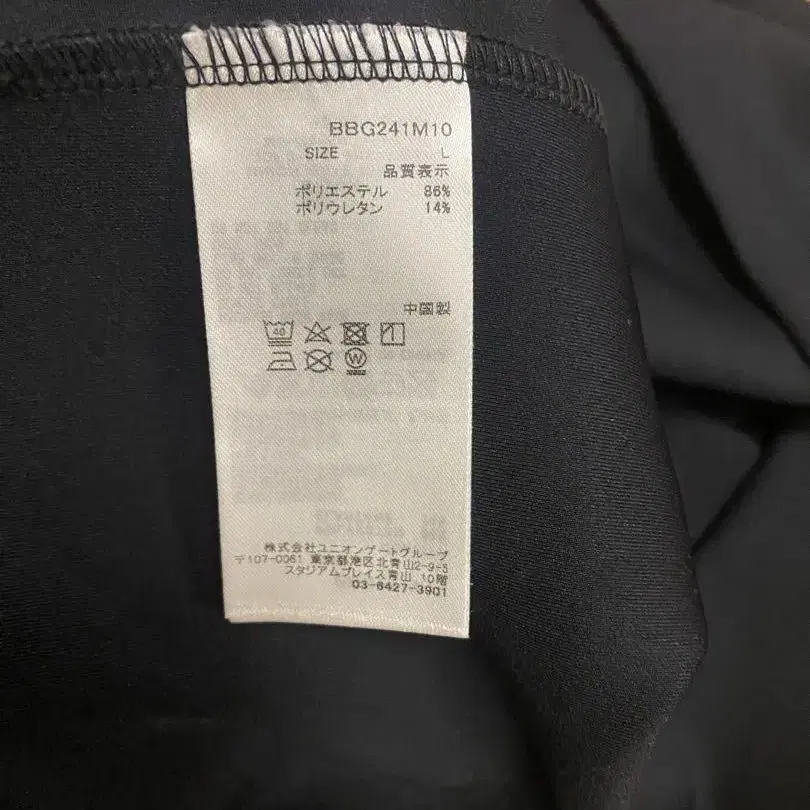 BBG241M10
SIZE L
品質表示
ポリエステル 86%
ポリウレタン 14%
中國製
40
W
株式会社ユニオンゲートグループ
〒107-0061 東京都港区北青山2-9-5
スタジアムプレイス青山 10階
03-6427-3901